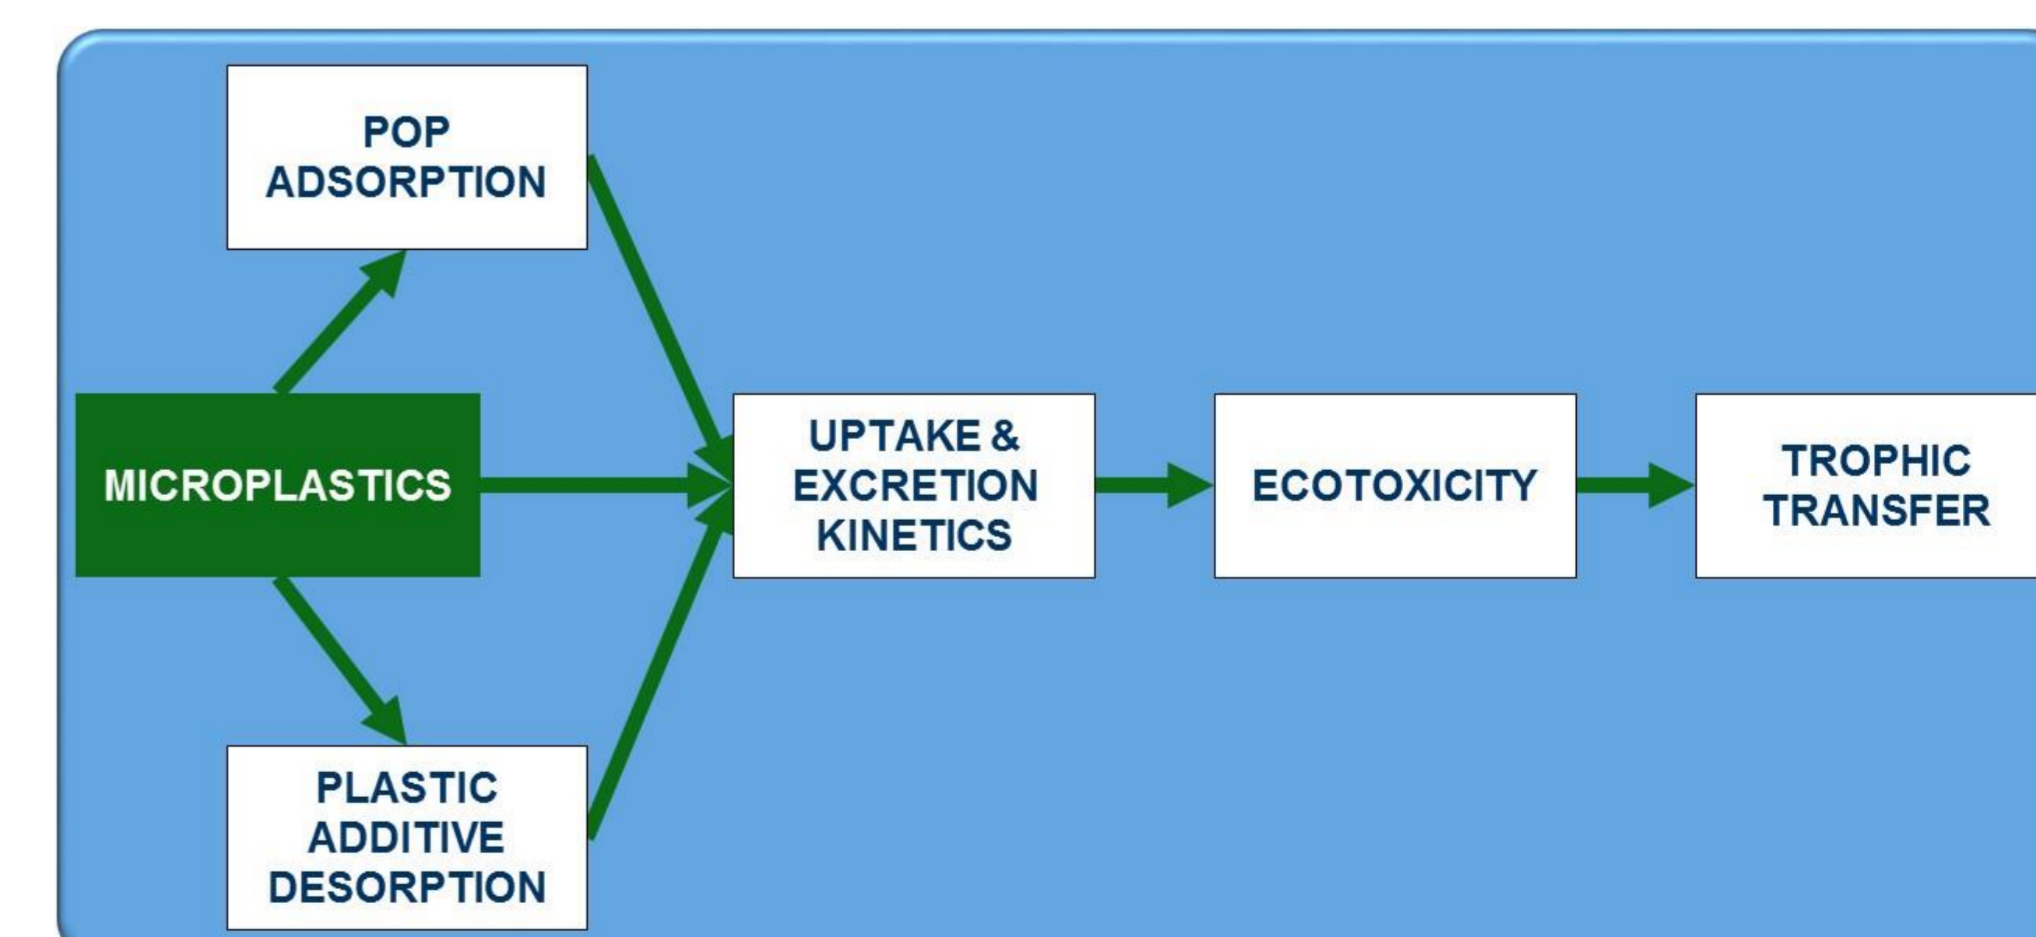 POP
ADSORPTION
MICROPLASTICS
UPTAKE &
EXCRETION
KINETICS
ECOTOXICITY
TROPHIC
TRANSFER
PLASTIC
ADDITIVE
DESORPTION